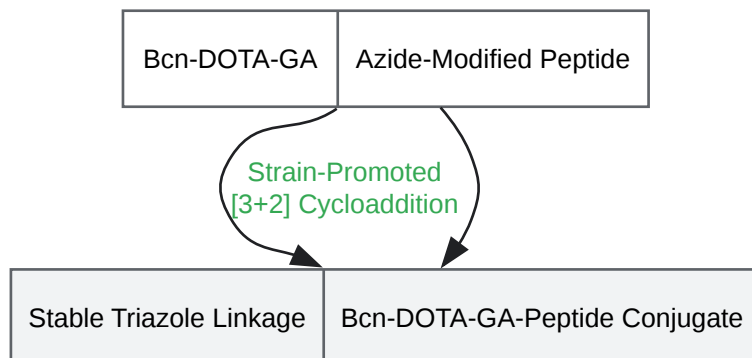 Bcn-DOTA-GA
Azide-Modified Peptide
Strain-Promoted
[3+2] Cycloaddition
Stable Triazole Linkage
Bcn-DOTA-GA-Peptide Conjugate